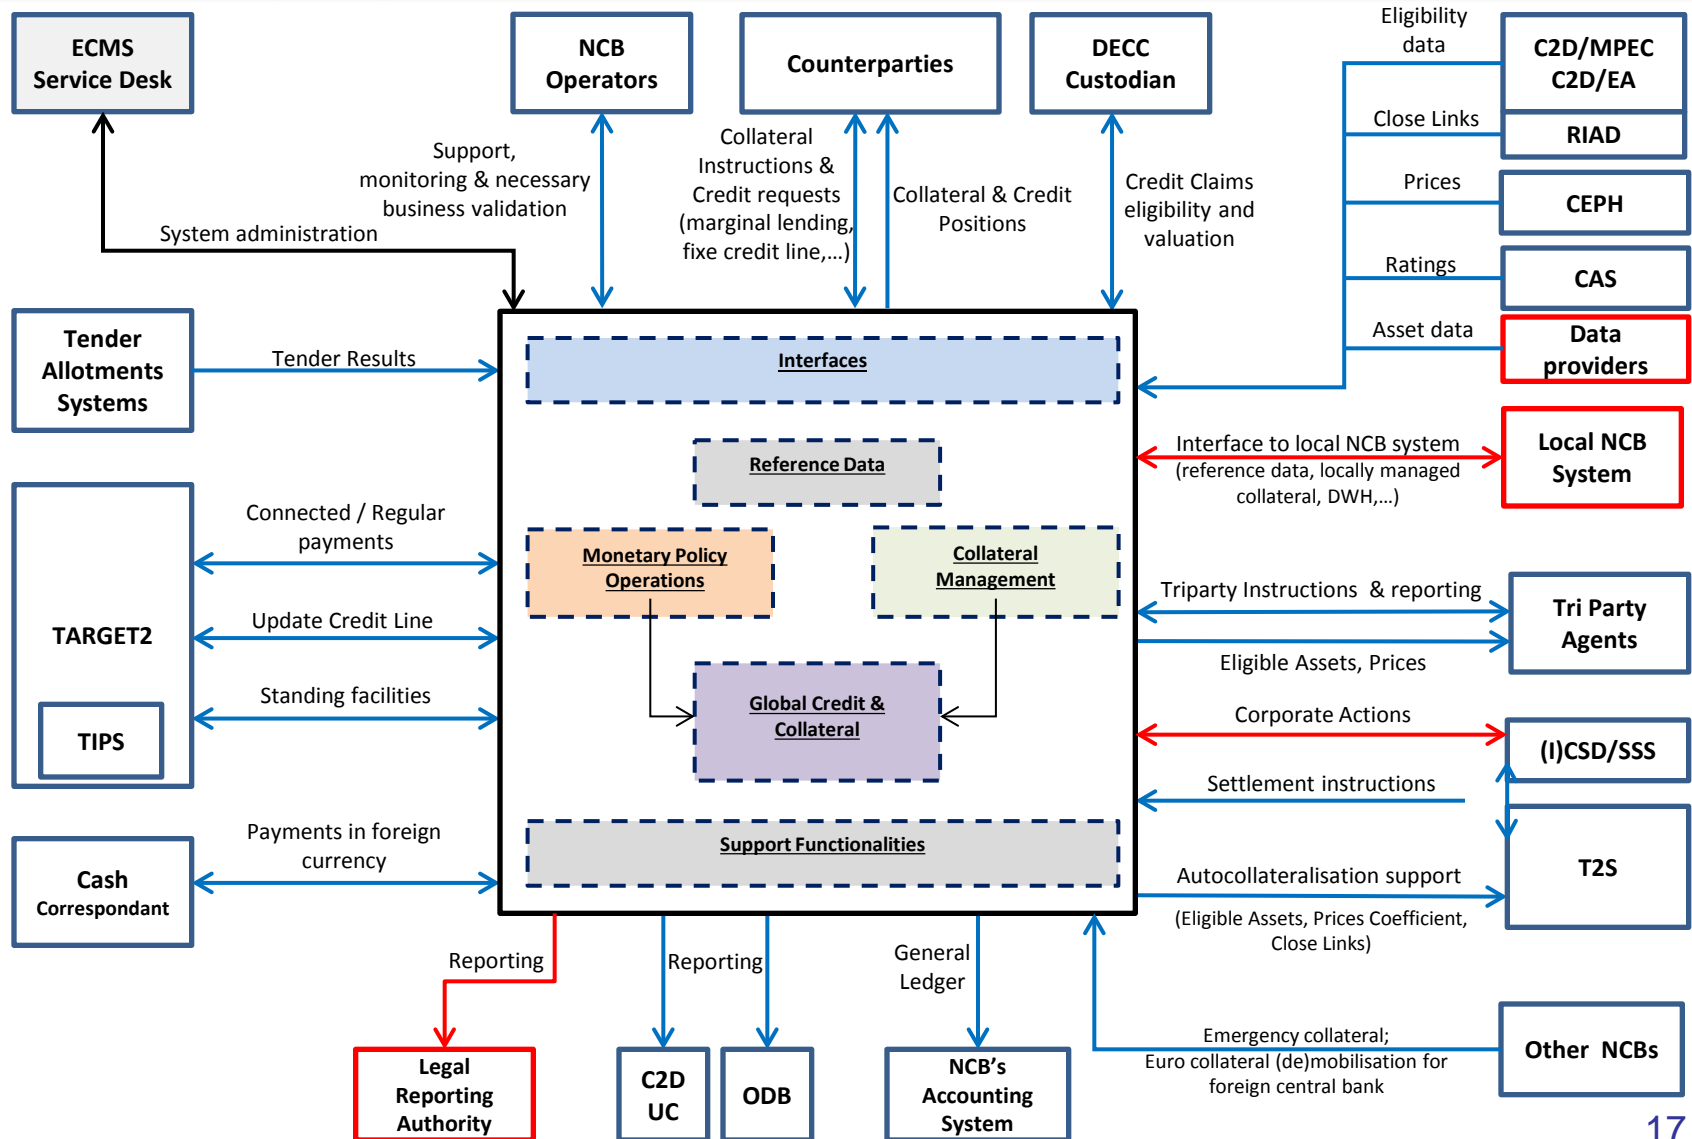 ECMS
Service Desk
NCB
Operators
Counterparties
DECC
Custodian
Eligibility
data
C2D/MPEC
C2D/EA
Close Links
RIAD
Prices
CEPH
Ratings
CAS
Asset data
Data
providers
Support,
monitoring & necessary
business validation
System administration
Collateral
Instructions &
Credit requests
(marginal lending,
fixe credit line,...)
Collateral & Credit
Positions
Credit Claims
eligibility and
valuation
Tender
Allotments
Systems
Tender Results
Interfaces
Reference Data
Interface to local NCB system
(reference data, locally managed
collateral, DWH,...)
Local NCB
System
TARGET2
TIPS
Connected / Regular
payments
Update Credit Line
Standing facilities
Monetary Policy
Operations
Collateral
Management
Global Credit &
Collateral
Triparty Instructions & reporting
Eligible Assets, Prices
Tri Party
Agents
Corporate Actions
(I)CSD/SSS
Settlement instructions
Support Functionalities
Payments in foreign
currency
Cash
Correspondant
Autocollateralisation support
(Eligible Assets, Prices Coefficient,
Close Links)
T2S
Reporting
Reporting
General
Ledger
Legal
Reporting
Authority
C2D
UC
ODB
NCB's
Accounting
System
Emergency collateral;
Euro collateral (de)mobilisation for
foreign central bank
Other NCBs
17